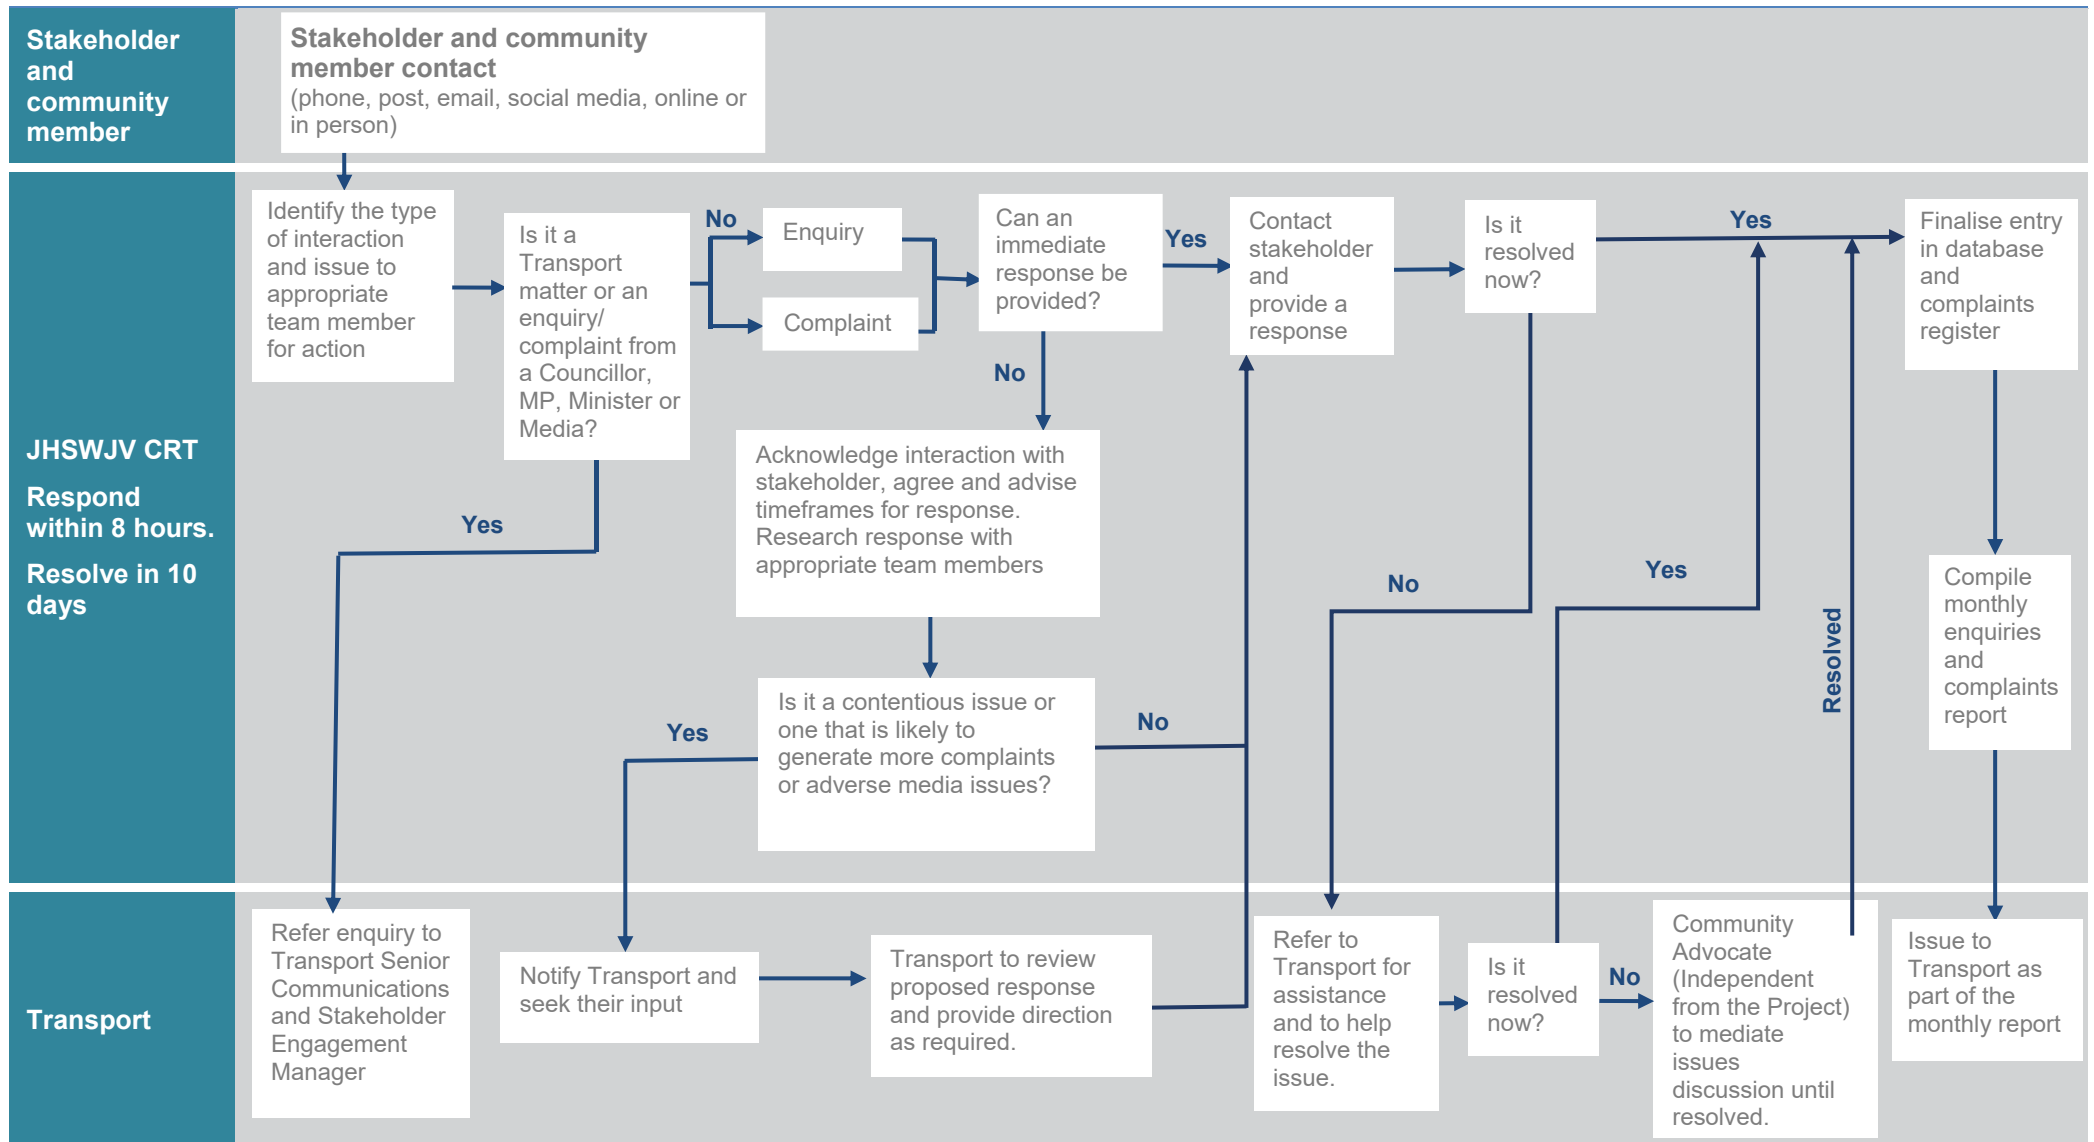 Stakeholder
and
community
member
Stakeholder and community
member contact
(phone, post, email, social media, online or
in person)
JHSWJV CRT
Respond
within 8 hours.
Resolve in 10
days
Identify the type
of interaction
and issue to
appropriate
team member
for action
Is it a
Transport
matter or an
enquiry/
complaint from
a Councillor,
MP, Minister or
Media?
No
Enquiry
Complaint
Can an
immediate
response be
provided?
Yes
Contact
stakeholder
and
provide a
response
Is it
resolved
now?
Yes
Finalise entry
in database
and
complaints
register
No
Acknowledge interaction with
stakeholder, agree and advise
timeframes for response.
Research response with
appropriate team members
Yes
No
Yes
Resolved
Compile
monthly
enquiries
and
complaints
report
Is it a contentious issue or
one that is likely to
generate more complaints
or adverse media issues?
Yes
No
Transport
Refer enquiry to
Transport Senior
Communications
and Stakeholder
Engagement
Manager
Notify Transport and
seek their input
Transport to review
proposed response
and provide direction
as required.
Refer to
Transport for
assistance
and to help
resolve the
issue.
Is it
resolved
now?
No
Community
Advocate
(Independent
from the Project)
to mediate
issues
discussion until
resolved.
Issue to
Transport as
part of the
monthly report